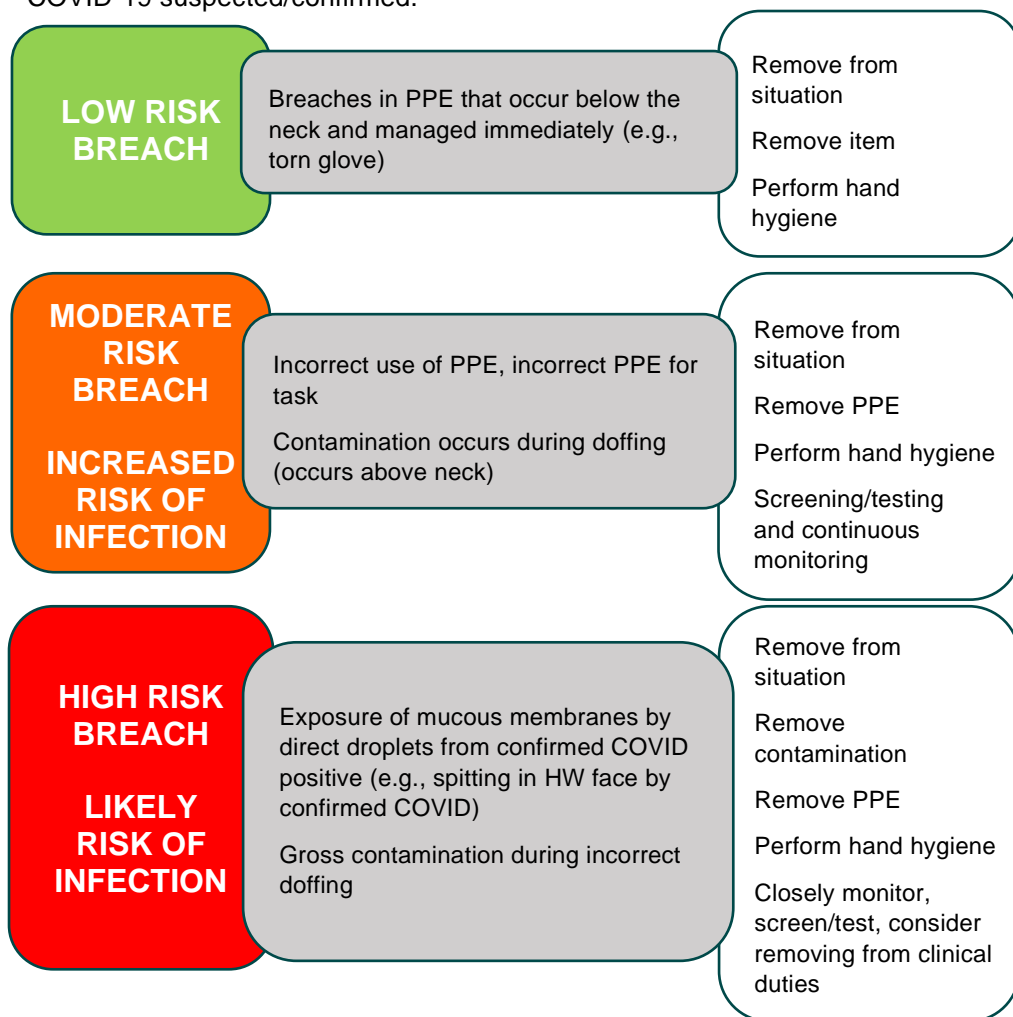 COVID-19 suspected/confirmed.
LOW RISK
BREACH
Breaches in PPE that occur below the
neck and managed immediately (e.g.,
torn glove)
Remove from
situation
Remove item
Perform hand
hygiene
MODERATE
RISK
BREACH
INCREASED
RISK OF
INFECTION
Incorrect use of PPE, incorrect PPE for
task
Contamination occurs during doffing
(occurs above neck)
Remove from
situation
Remove PPE
Perform hand hygiene
Screening/testing
and continuous
monitoring
HIGH RISK
BREACH
LIKELY
RISK OF
INFECTION
Exposure of mucous membranes by
direct droplets from confirmed COVID
positive (e.g., spitting in HW face by
confirmed COVID)
Gross contamination during incorrect
doffing
Remove from
situation
Remove
contamination
Remove PPE
Perform hand hygiene
Closely monitor,
screen/test, consider
removing from clinical
duties